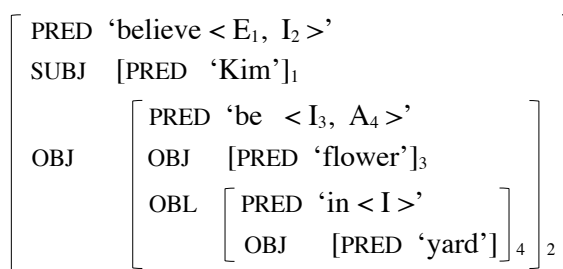 PRED ‘believe < E₁, I₂ >’
SUBJ [PRED ‘Kim’]₁
PRED ‘be < I₃, A₄ >’
OBJ OBJ [PRED ‘flower’]₃
OBL PRED ‘in < I >’
OBJ [PRED ‘yard’] ₄ ₂